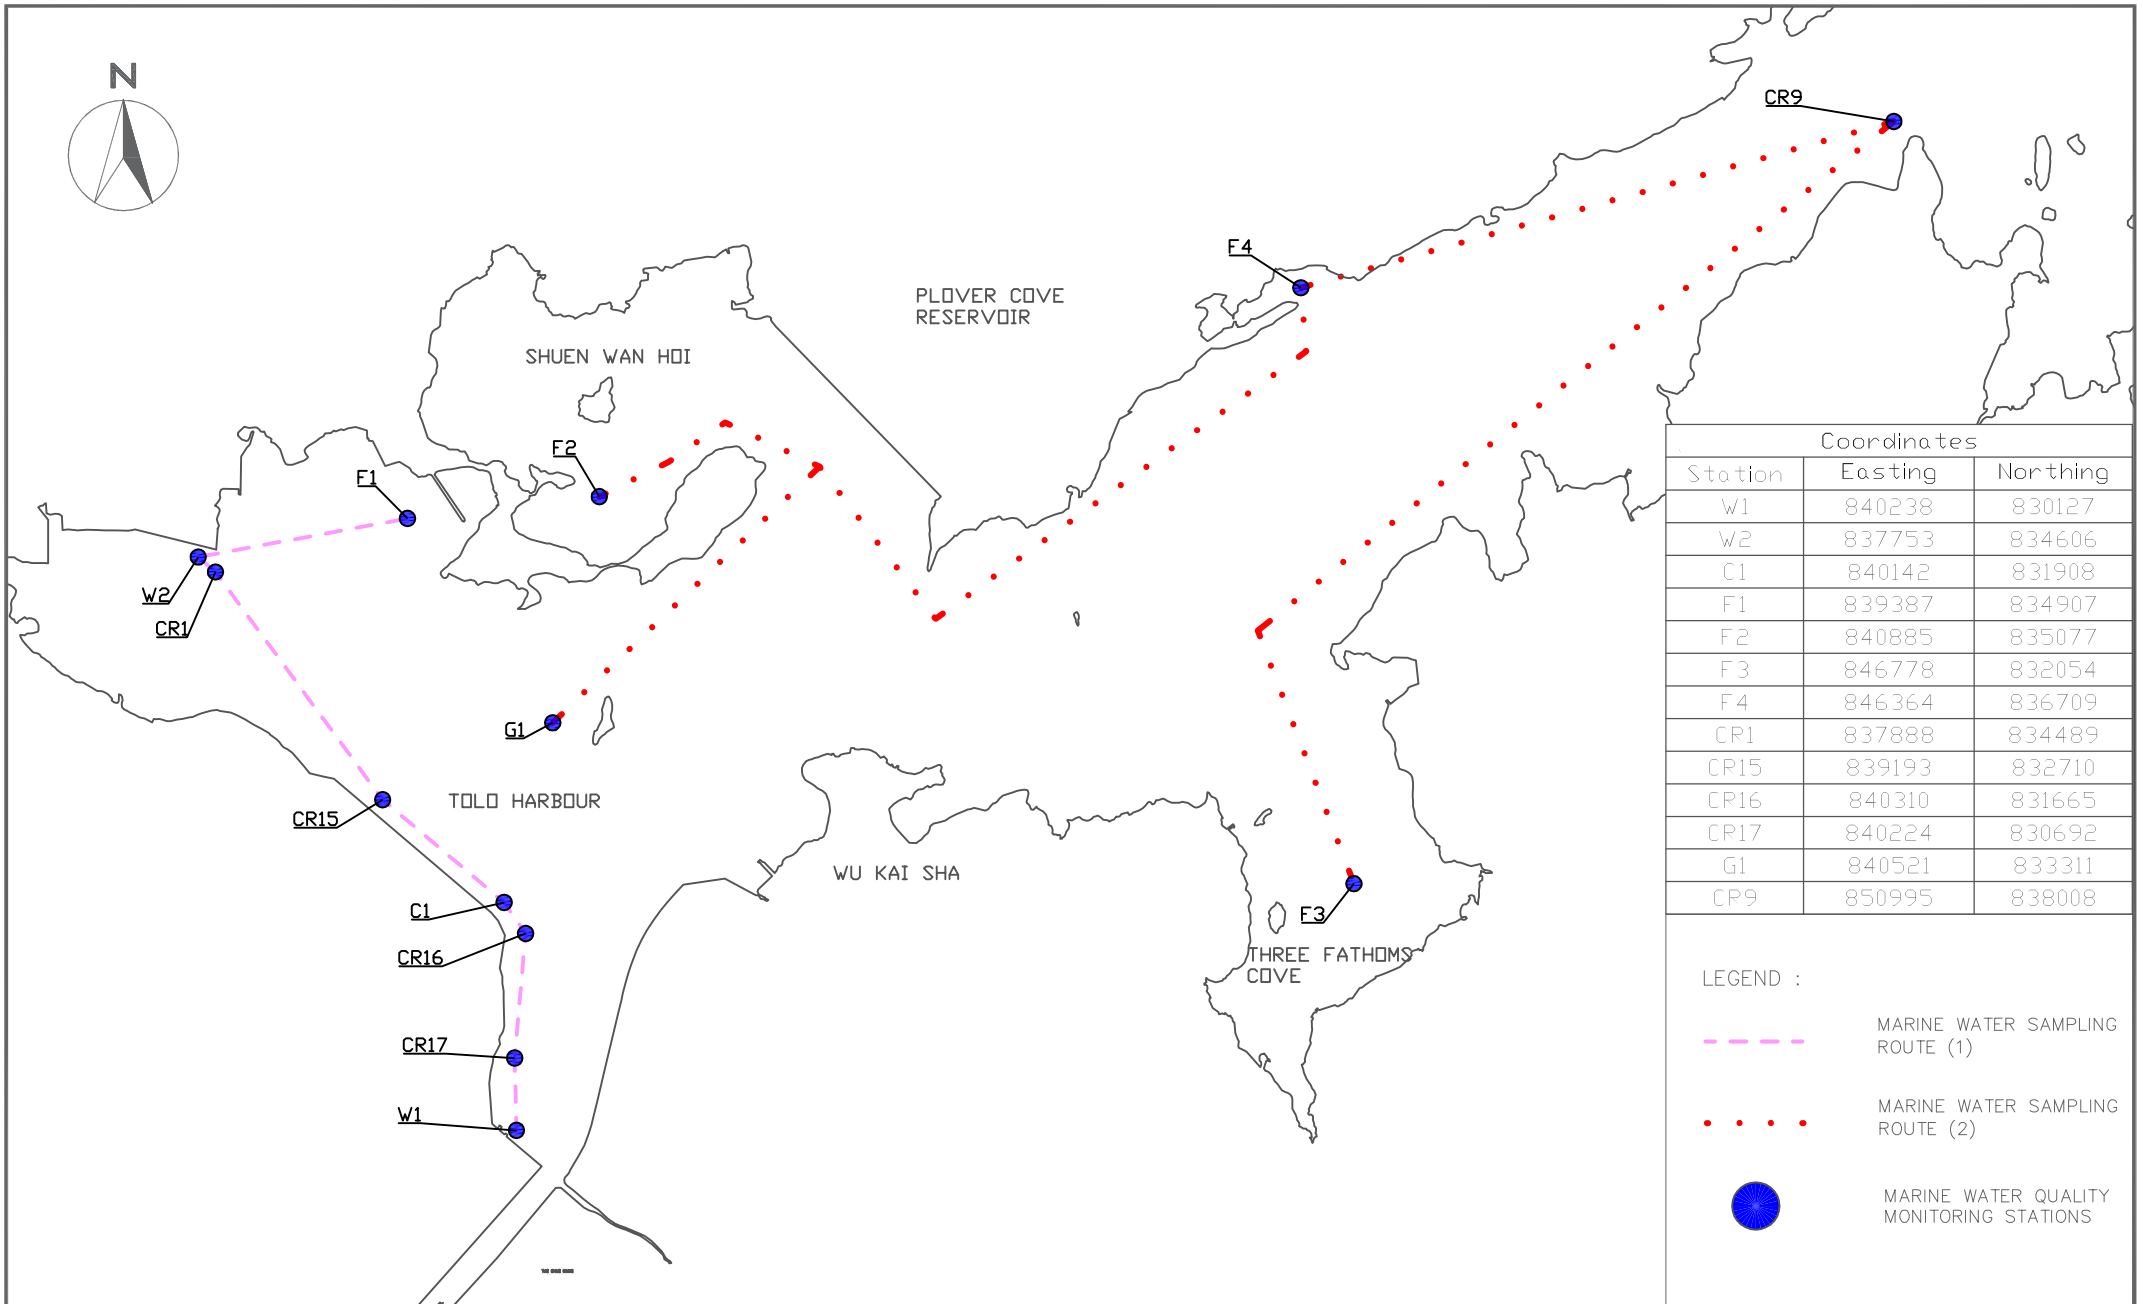 N
CR9
F4
PLOVER COVE
RESERVOIR
SHUEN WAN HOI
F2
F1
W2
CR1
G1
TOLO HARBOUR
CR15
WU KAI SHA
C1
CR16
F3
THREE FATHOMS
COVE
CR17
W1
Coordinates
Station Easting Northing
W1 840238 830127
W2 837753 834606
C1 840142 831908
F1 839387 834907
F2 840885 835077
F3 846778 832054
F4 846364 836709
CR1 837888 834489
CR15 839193 832710
CR16 840310 831665
CR17 840224 830692
G1 840521 833311
CR9 850995 838008
LEGEND :
MARINE WATER SAMPLING
ROUTE (1)
MARINE WATER SAMPLING
ROUTE (2)
MARINE WATER QUALITY
MONITORING STATIONS